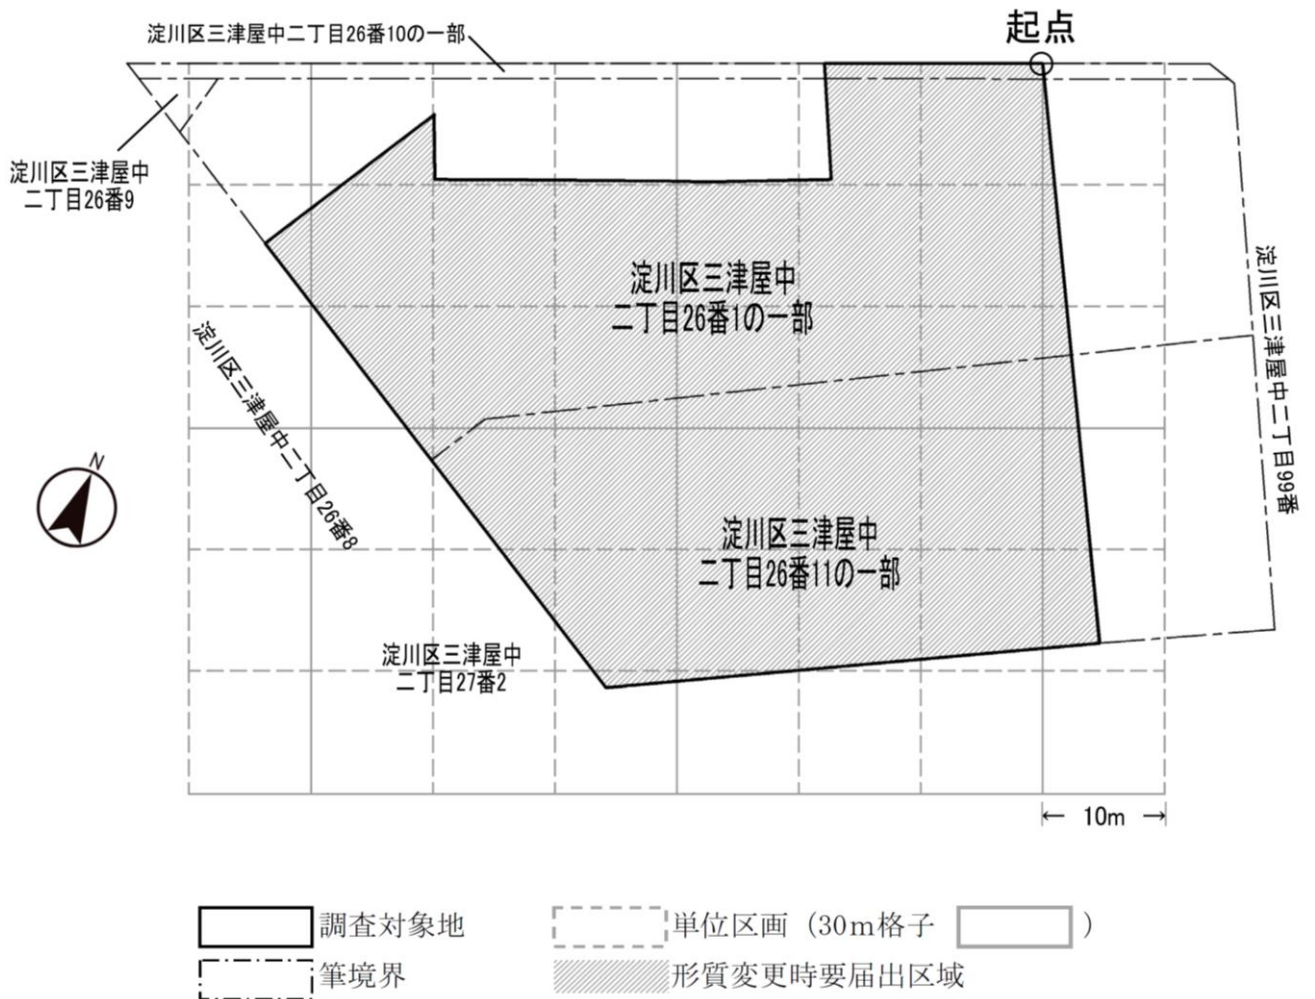 起点
淀川区三津屋中二丁目26番10の一部
淀川区三津屋中
二丁目26番9
淀川区三津屋中
二丁目26番1の一部
淀川区三津屋中二丁目99番
淀川区三津屋中二丁目26番8
N
淀川区三津屋中
二丁目26番11の一部
淀川区三津屋中
二丁目27番2
← 10m →
調査対象地
単位区画（30m格子 ）
筆境界
形質変更時要届出区域